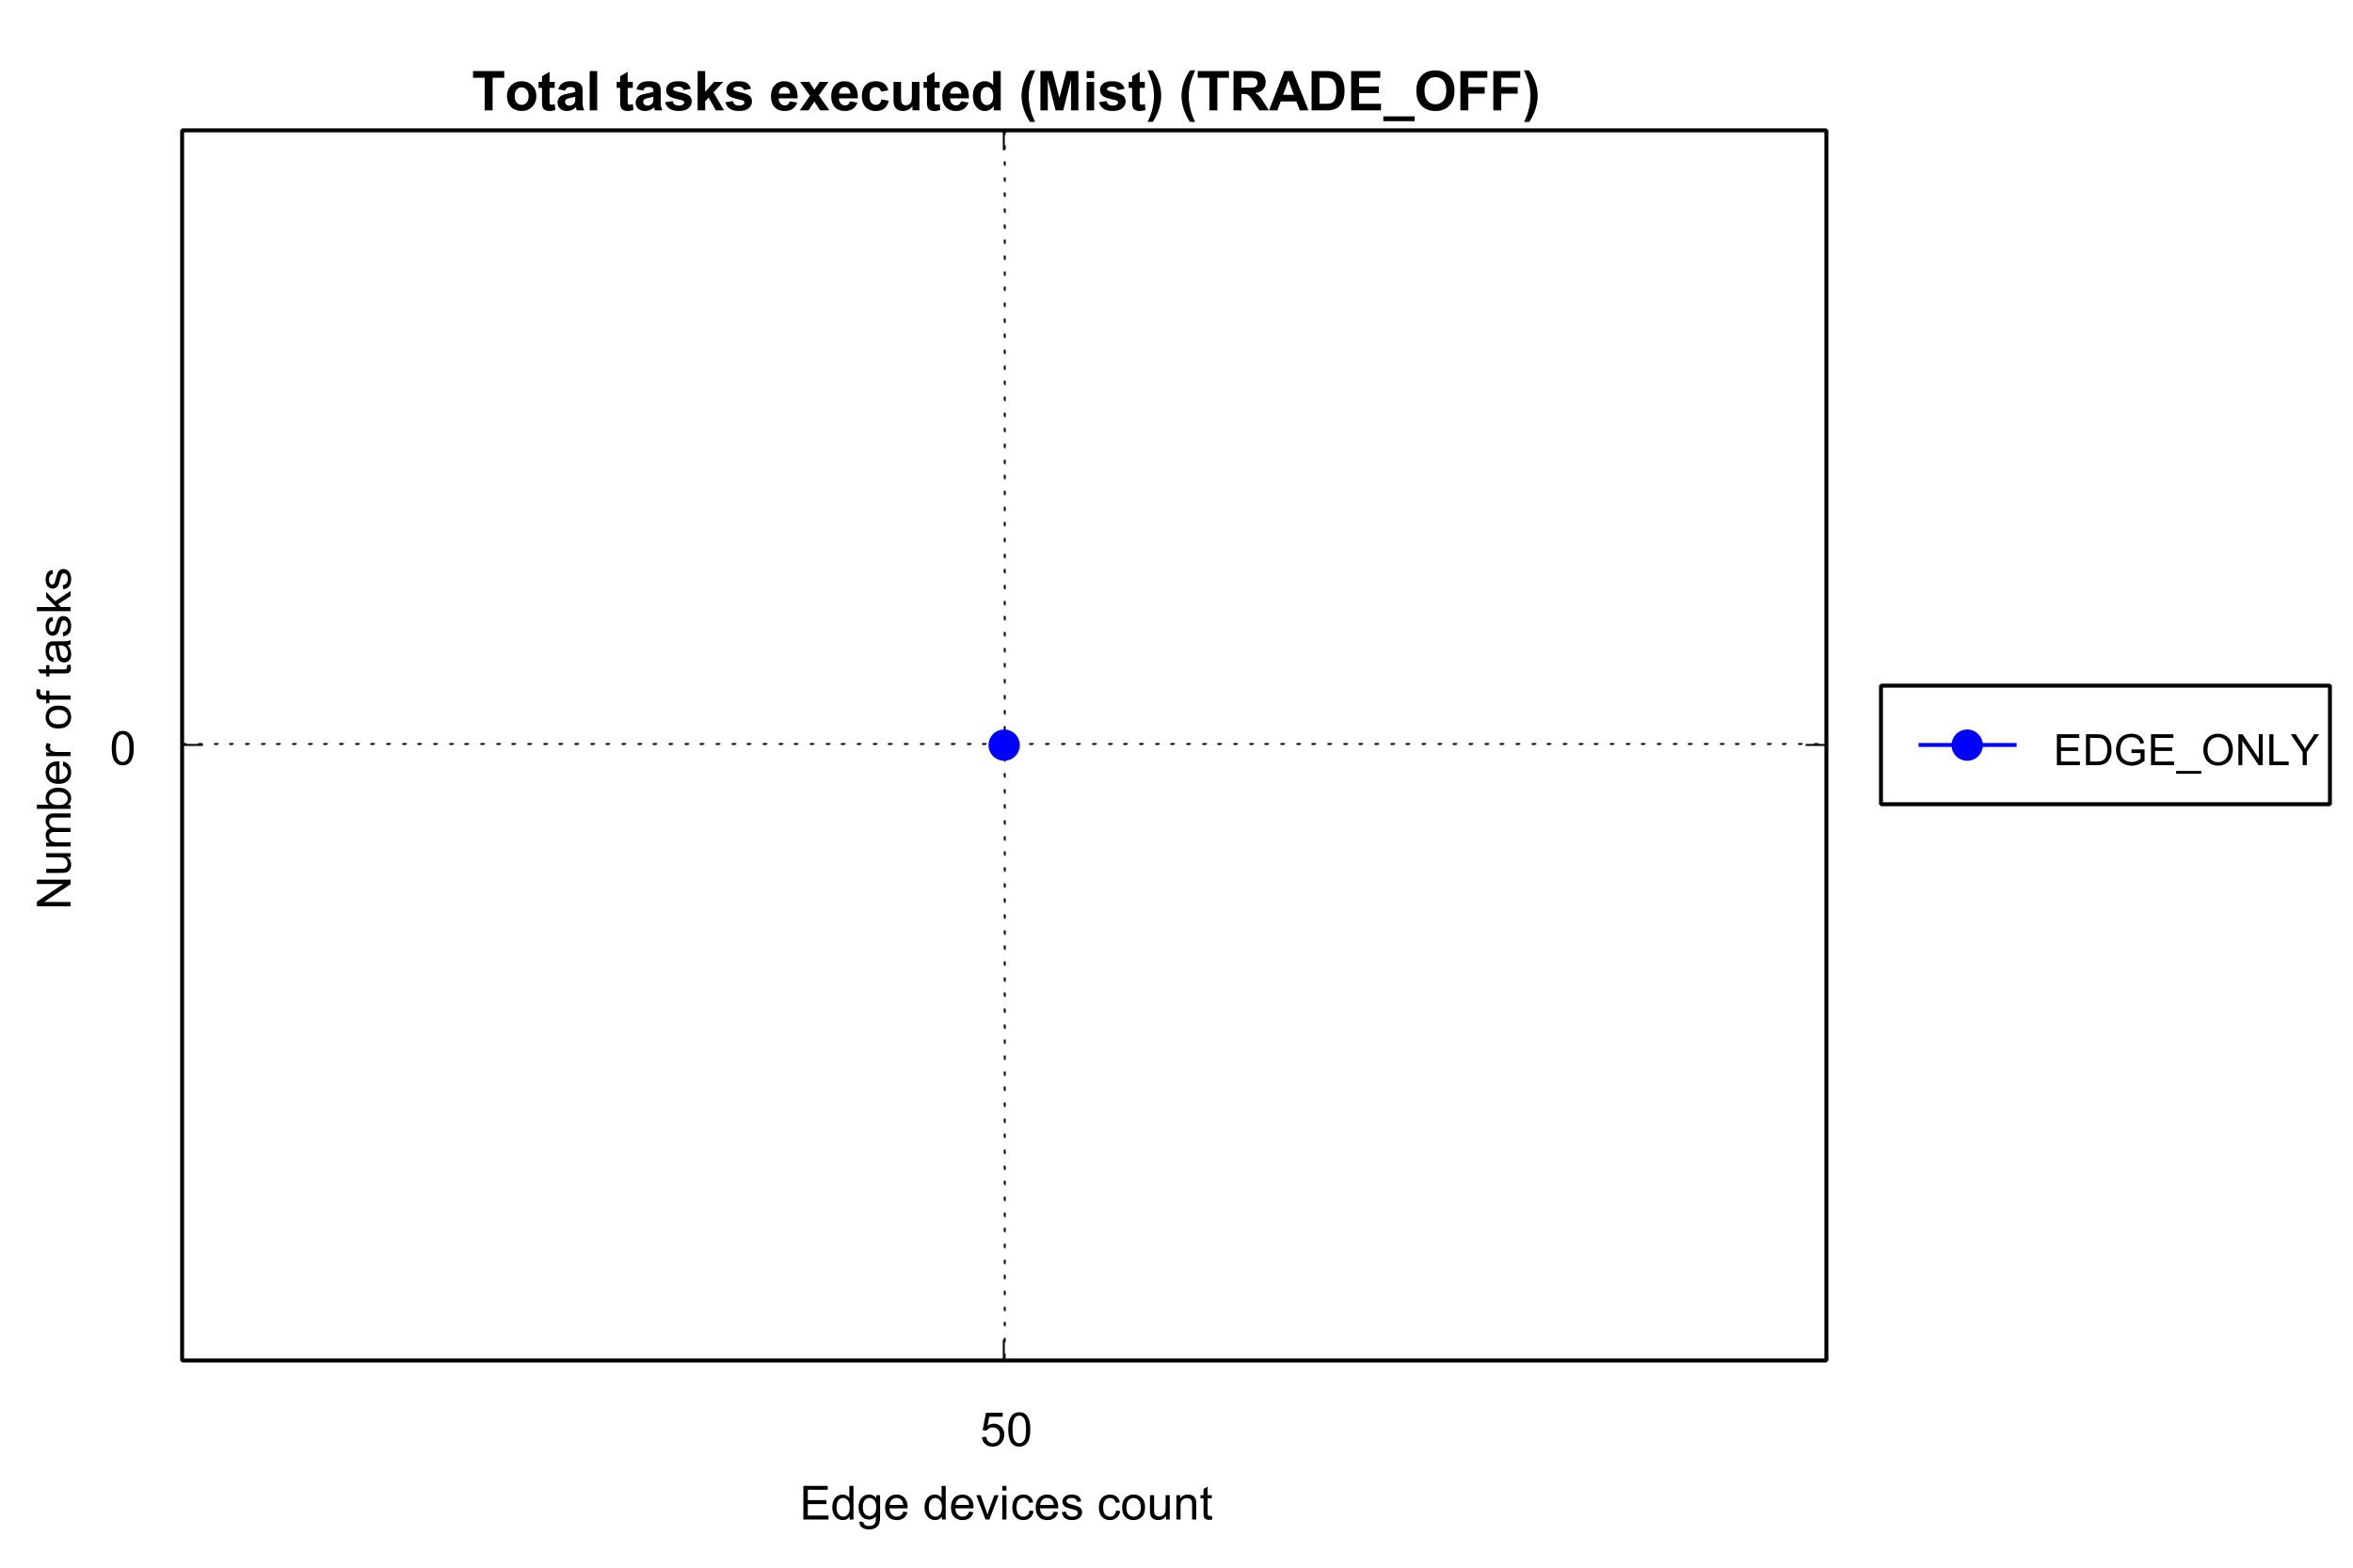 Total tasks executed (Mist) (TRADE_OFF)
Number of tasks
0
EDGE_ONLY
50
Edge devices count